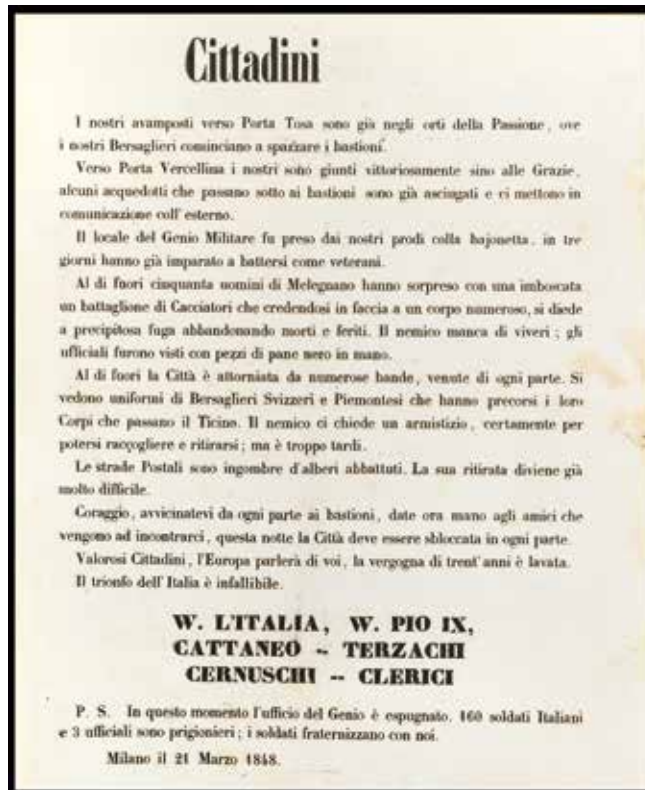 Cittadini
I nostri avamposti verso Porta Tosa sono già negli orti della Passione, ove
i nostri Bersaglieri cominciano a spazzare i bastioni.
Verso Porta Vercellina i nostri sono giunti vittoriosamente sino alle Grazie,
alcuni acquedotti che passano sotto ai bastioni sono già asciugati e ci mettono in
comunicazione coll' esterno.
Il locale del Genio Militare fu preso dai nostri prodi colla bajonetta, in tre
giorni hanno già imparato a battersi come veterani.
Al di fuori cinquanta uomini di Melegnano hanno sorpreso con una imboscata
un battaglione di Cacciatori che credendosi in faccia a un corpo numeroso, si diede
a precipitosa fuga abbandonando morti e feriti. Il nemico manca di viveri; gli
ufficiali furono visti con pezzi di pane nero in mano.
Al di fuori la Città è attorniata da numerose bande, venute di ogni parte. Si
vedono uniformi di Bersaglieri Svizzeri e Piemontesi che hanno precorsi i loro
Corpi che passano il Ticino. Il nemico ci chiede un armistizio, certamente per
potersi raccogliere e ritirarsi; ma è troppo tardi.
Le strade Postali sono ingombre d'alberi abbattuti. La sua ritirata diviene già
molto difficile.
Coraggio, avvicinatevi da ogni parte ai bastioni, date ora mano agli amici che
vengono ad incontrarci, questa notte la Città deve essere sbloccata in ogni parte.
Valorosi Cittadini, l'Europa parlerà di voi, la vergogna di trent'anni è lavata.
Il trionfo dell'Italia è infallibile.
W. L'ITALIA, W. PIO IX,
CATTANEO -- TERZACHI
CERNUSCHI -- CLERICI
P. S. In questo momento l'ufficio del Genio è espugnato. 160 soldati Italiani
e 3 ufficiali sono prigionieri; i soldati fraternizzano con noi.
Milano il 21 Marzo 1848.